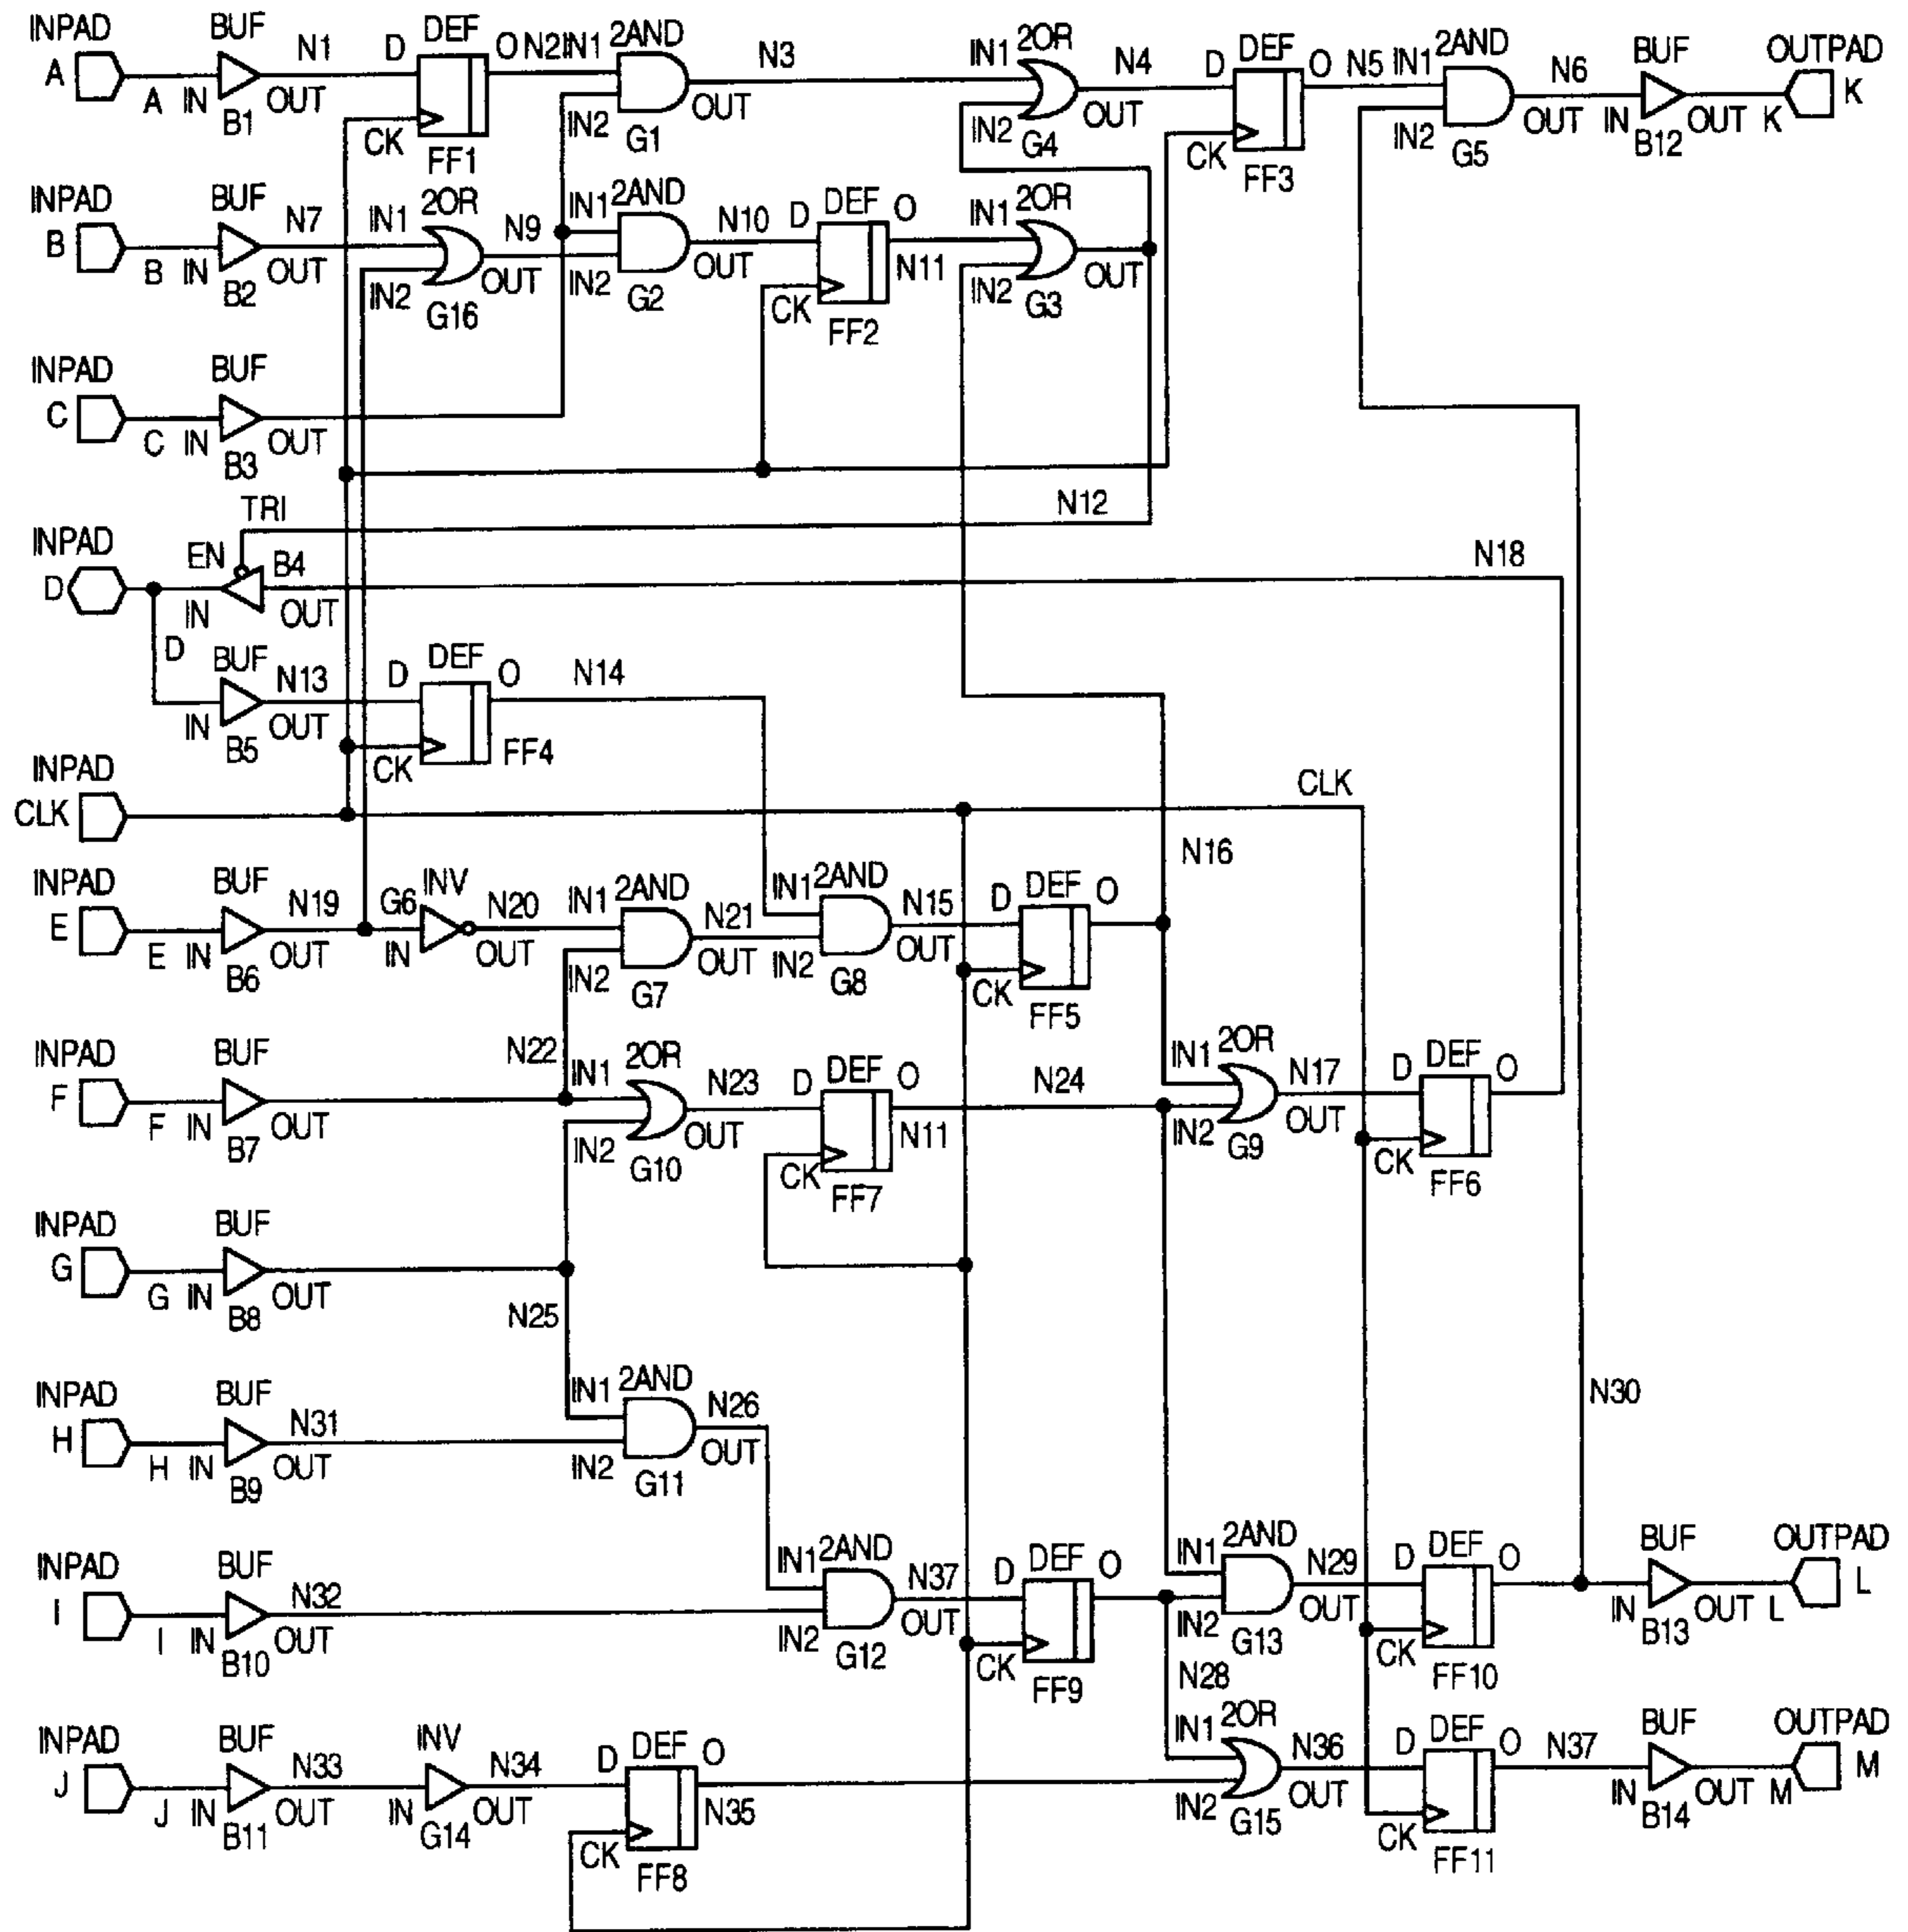 INPAD BUF DEF 2AND 2OR DEF 2AND BUF OUTPAD
A N1 D O N2 IN1 N3 IN1 N4 D O N5 IN1 N6 K
A IN OUT OUT OUT OUT IN OUT K
B1 CK IN2 G1 IN2 G4 CK IN2 G5 B12
FF1 FF3
INPAD BUF 2OR 2AND DEF 2OR
B N7 IN1 N9 IN1 N10 D O IN1
B IN OUT OUT OUT N11 OUT
B2 IN2 G16 IN2 G2 CK FF2 IN2 G3
INPAD BUF
C
C IN OUT
B3
TRI N12
INPAD EN B4 N18
D IN OUT
D BUF N13 D DEF O N14
IN OUT
B5 CK FF4
INPAD
CLK CLK
N16
INPAD BUF INV 2AND 2AND DEF
E N19 G6 N20 IN1 N21 IN1 N15 D O
E IN OUT IN OUT OUT OUT
B6 IN2 G7 IN2 G8 CK FF5
INPAD BUF N22 2OR DEF 2OR DEF
F IN1 N23 D O N24 IN1 N17 D O
F IN OUT OUT N11 OUT
B7 IN2 G10 CK FF7 IN2 G9 CK FF6
INPAD BUF
G
G IN OUT
B8 N25
INPAD BUF 2AND N30
H N31 IN1 N26
H IN OUT OUT
B9 IN2 G11
INPAD BUF 2AND DEF 2AND DEF BUF OUTPAD
I N32 IN1 N37 D O IN1 N29 D O L
I IN OUT OUT OUT IN OUT L
B10 IN2 G12 CK FF9 IN2 G13 CK FF10 B13
N28
INPAD BUF INV DEF 2OR DEF BUF OUTPAD
J N33 N34 D O IN1 N36 D O N37 M
J IN OUT IN OUT N35 OUT IN OUT M
B11 G14 CK FF8 IN2 G15 CK FF11 B14